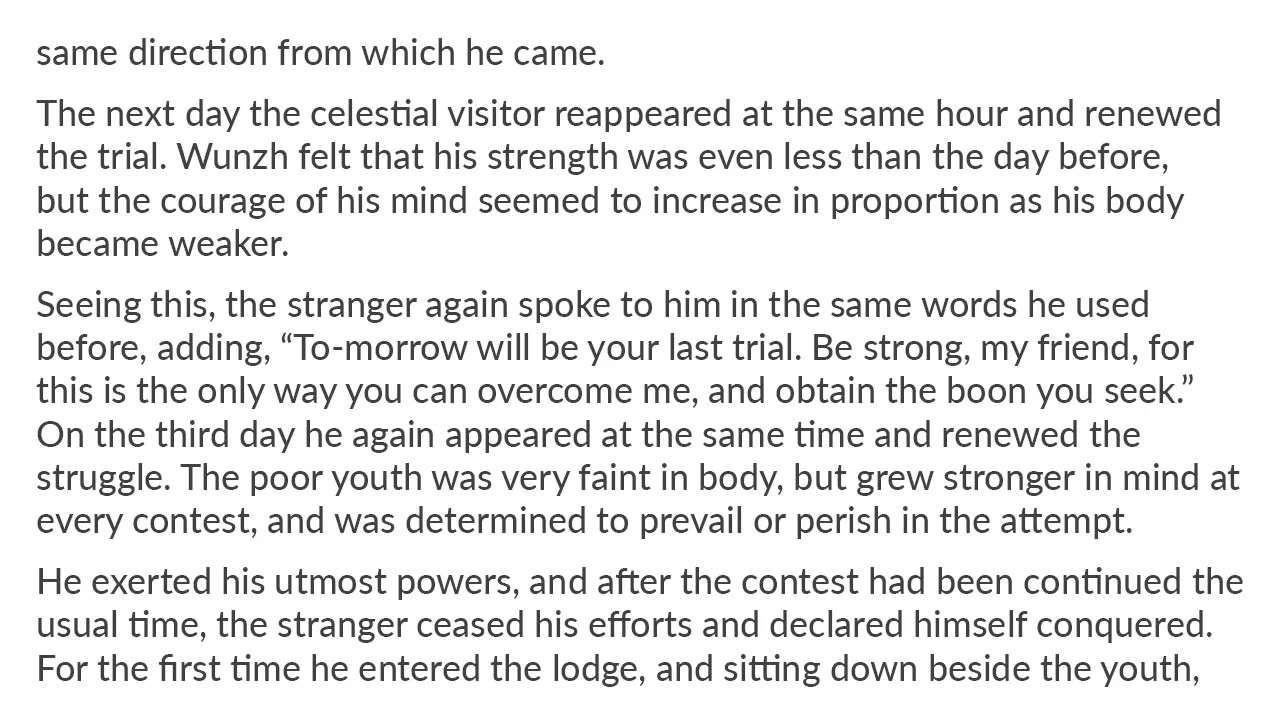 same direction from which he came.
The next day the celestial visitor reappeared at the same hour and renewed
the trial. Wunzh felt that his strength was even less than the day before,
but the courage of his mind seemed to increase in proportion as his body
became weaker.
Seeing this, the stranger again spoke to him in the same words he used
before, adding, “To-morrow will be your last trial. Be strong, my friend, for
this is the only way you can overcome me, and obtain the boon you seek.”
On the third day he again appeared at the same time and renewed the
struggle. The poor youth was very faint in body, but grew stronger in mind at
every contest, and was determined to prevail or perish in the attempt.
He exerted his utmost powers, and after the contest had been continued the
usual time, the stranger ceased his efforts and declared himself conquered.
For the first time he entered the lodge, and sitting down beside the youth,